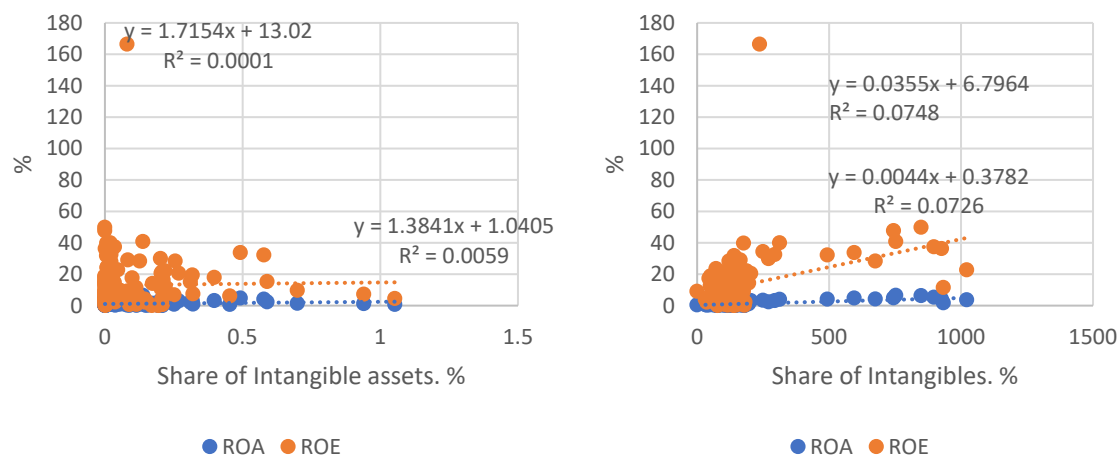 180
160
140
120
100
80
60
40
20
0
%
y = 1.7154x + 13.02
R² = 0.0001
y = 1.3841x + 1.0405
R² = 0.0059
0
0.5
1
1.5
Share of Intangible assets. %
ROA
ROE
180
160
140
120
100
80
60
40
20
0
%
y = 0.0355x + 6.7964
R² = 0.0748
y = 0.0044x + 0.3782
R² = 0.0726
0
500
1000
1500
Share of Intangibles. %
ROA
ROE